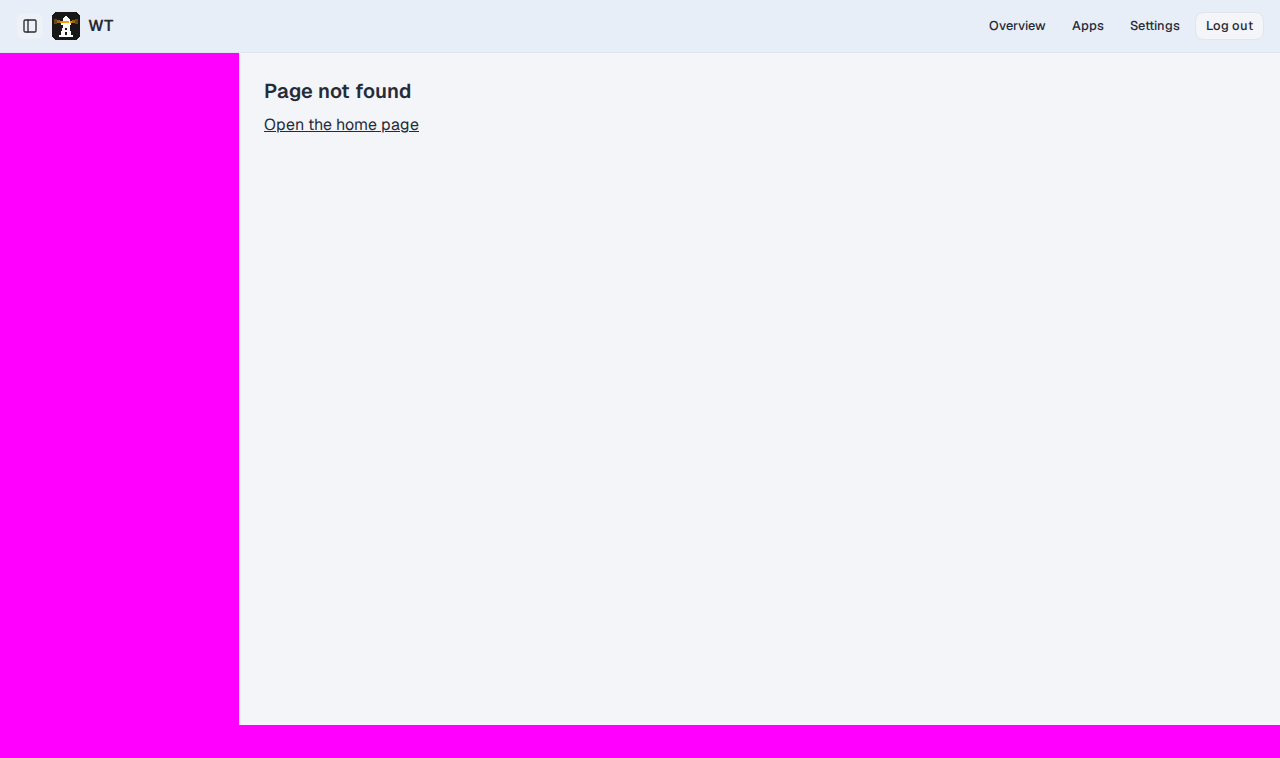 WT
Overview
Apps
Settings
Log out
Page not found
Open the home page